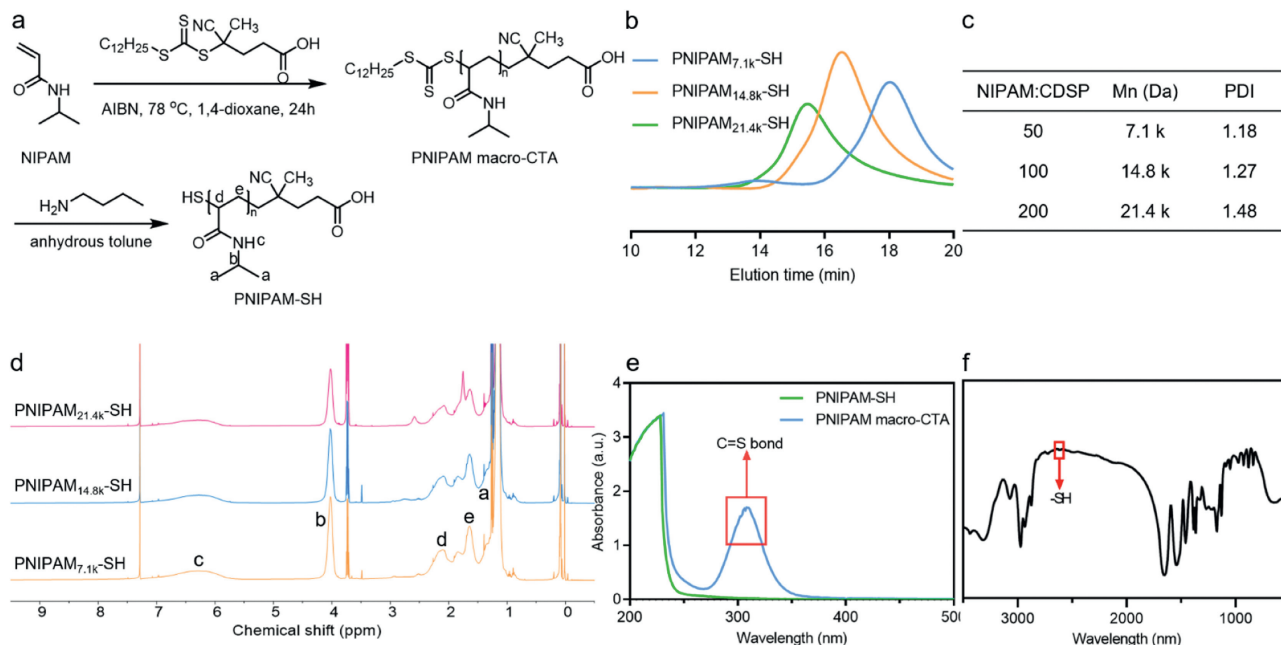 a
NIPAM
C12H25
S
S
S
NC
CH3
OH
O
O
NH
AIBN, 78 °C, 1,4-dioxane, 24h
C12H25
S
S
S
n
NC
CH3
OH
O
O
NH
PNIPAM macro-CTA
H2N
anhydrous tolune
HS
d
e
n
NC
CH3
OH
O
O
NH
c
b
a
a
PNIPAM-SH
b
PNIPAM7.1k-SH
PNIPAM14.8k-SH
PNIPAM21.4k-SH
10 12 14 16 18 20
Elution time (min)
c
NIPAM:CDSP Mn (Da) PDI
50 7.1 k 1.18
100 14.8 k 1.27
200 21.4 k 1.48
d
PNIPAM21.4k-SH
PNIPAM14.8k-SH
PNIPAM7.1k-SH
a
b
c
d
e
9 8 7 6 5 4 3 2 1 0
Chemical shift (ppm)
e
PNIPAM-SH
PNIPAM macro-CTA
C=S bond
Absorbance (a.u.)
4
3
2
1
0
200 300 400 500
Wavelength (nm)
f
-SH
3000 2000 1000
Wavelength (nm)